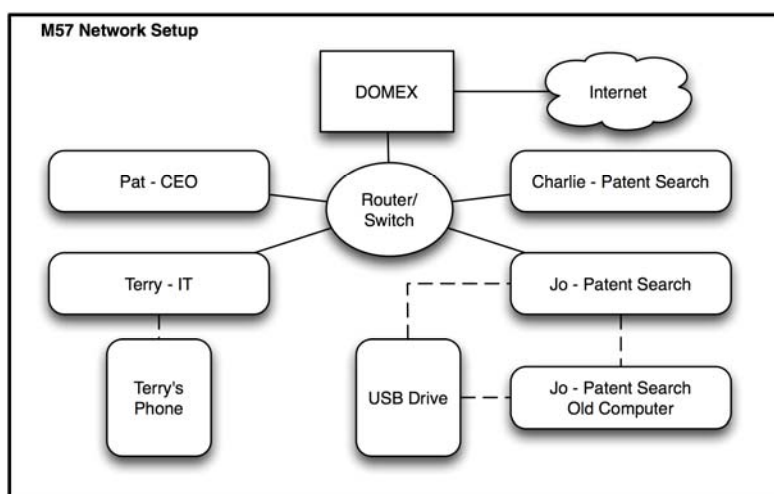 M57 Network Setup
DOMEX
Internet
Pat - CEO
Router/
Switch
Charlie - Patent Search
Terry - IT
Jo - Patent Search
Terry's
Phone
USB Drive
Jo - Patent Search
Old Computer